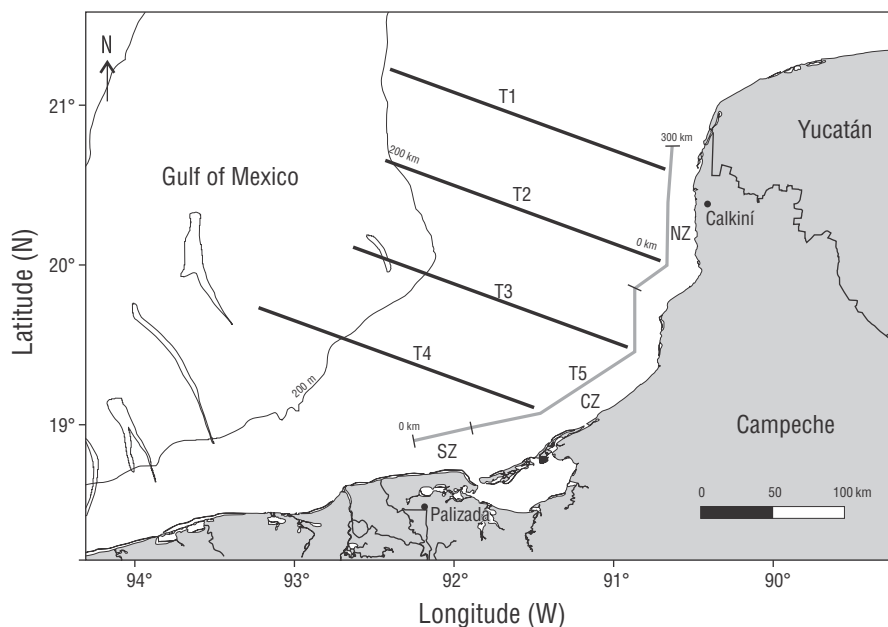 N
21°
20°
19°
Latitude (N)
94°
93°
92°
91°
90°
Longitude (W)
Gulf of Mexico
Yucatán
Calkiní
Campeche
Palizada
T1
300 km
200 km
T2
NZ
0 km
T3
T4
T5
CZ
200 m
0 km
SZ
0 50 100 km